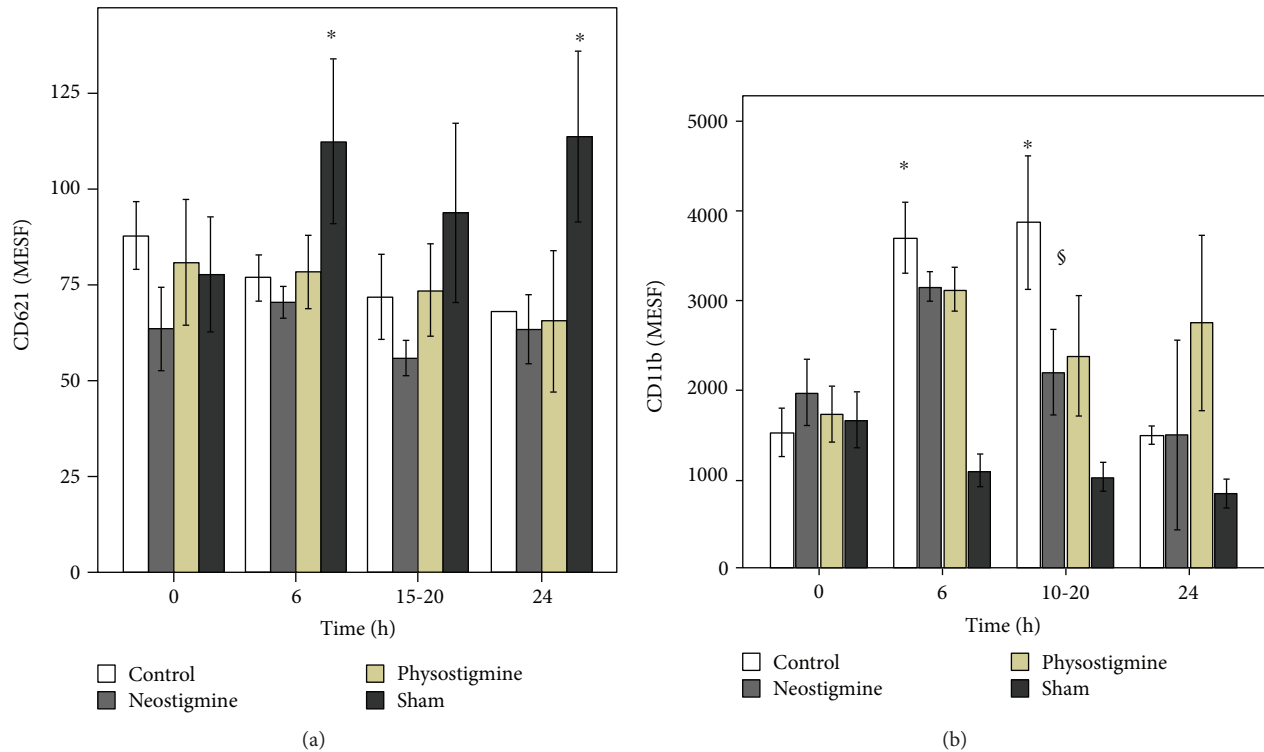 *
*
125
100
75
50
25
0
CD621 (MESF)
0
6
15-20
24
Time (h)
Control
Physostigmine
Neostigmine
Sham
(a)
5000
4000
3000
2000
1000
0
CD11b (MESF)
*
*
§
0
6
10-20
24
Time (h)
Control
Physostigmine
Neostigmine
Sham
(b)